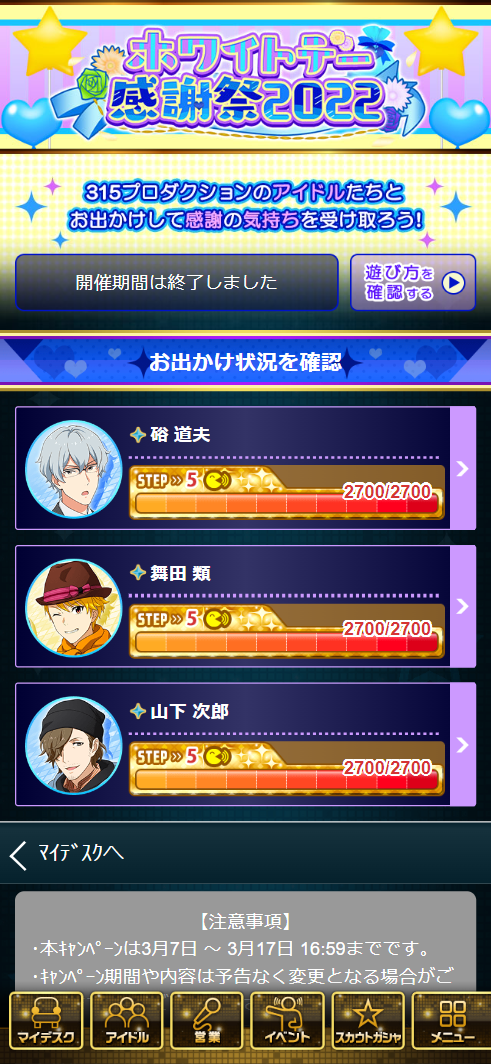 ホワイトデー
感謝祭2022
315プロダクションのアイドルたちと
お出かけして感謝の気持ちを受け取ろう!
開催期間は終了しました
遊び方を
確認する
お出かけ状況を確認
硲 道夫
STEP»5
2700/2700
舞田 類
STEP»5
2700/2700
山下 次郎
STEP»5
2700/2700
ﾏｲﾃﾞｽｸへ
【注意事項】
･本ｷｬﾝﾍﾟｰﾝは3月7日 ～ 3月17日 16:59までです。
･ｷｬﾝﾍﾟｰﾝ期間や内容は予告なく変更となる場合がご
マイデスク
アイドル
営業
イベント
スカウトガシャ
メニュー